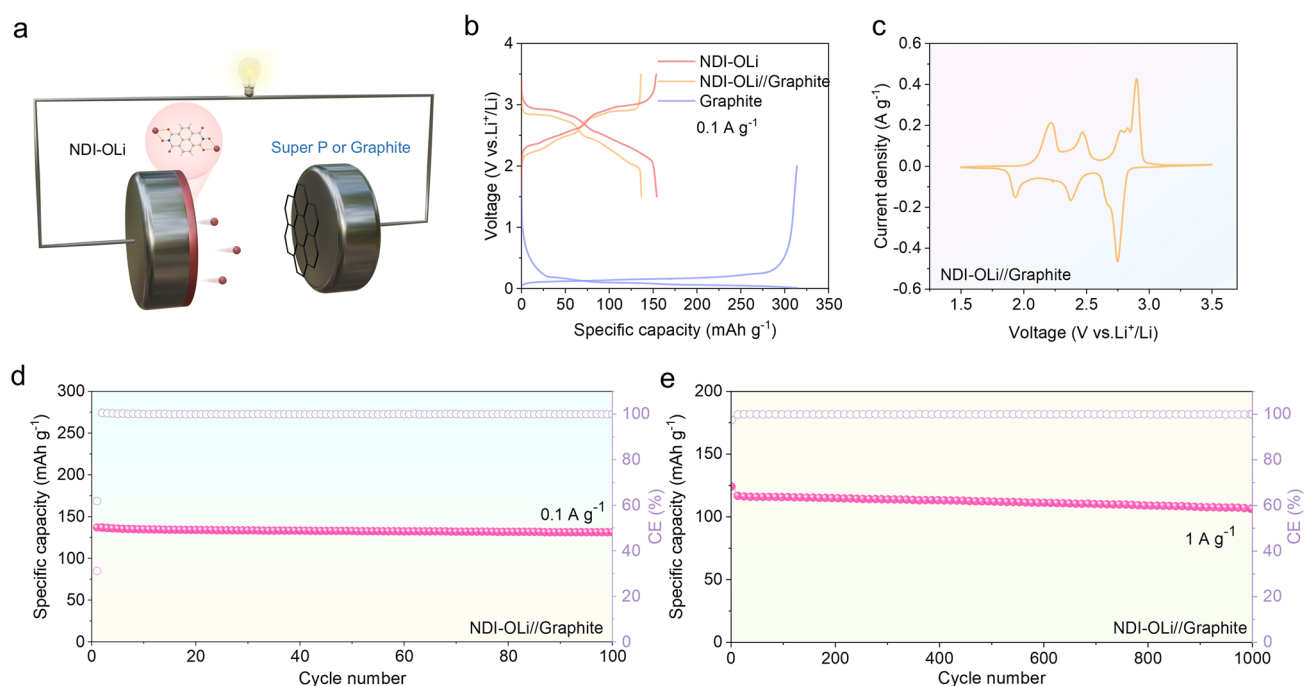 a
NDI-OLi
Super P or Graphite
b
Voltage (V vs.Li⁺/Li)
4
3
2
1
0
NDI-OLi
NDI-OLi//Graphite
Graphite
0.1 A g⁻¹
0 50 100 150 200 250 300 350
Specific capacity (mAh g⁻¹)
c
Current density (A g⁻¹)
0.6
0.4
0.2
0.0
-0.2
-0.4
-0.6
NDI-OLi//Graphite
1.5 2.0 2.5 3.0 3.5
Voltage (V vs.Li⁺/Li)
d
Specific capacity (mAh g⁻¹)
300
250
200
150
100
50
0
0.1 A g⁻¹
NDI-OLi//Graphite
100
80
60
40
20
0
CE (%)
0 20 40 60 80 100
Cycle number
e
Specific capacity (mAh g⁻¹)
200
150
100
50
0
1 A g⁻¹
NDI-OLi//Graphite
100
80
60
40
20
0
CE (%)
0 200 400 600 800 1000
Cycle number